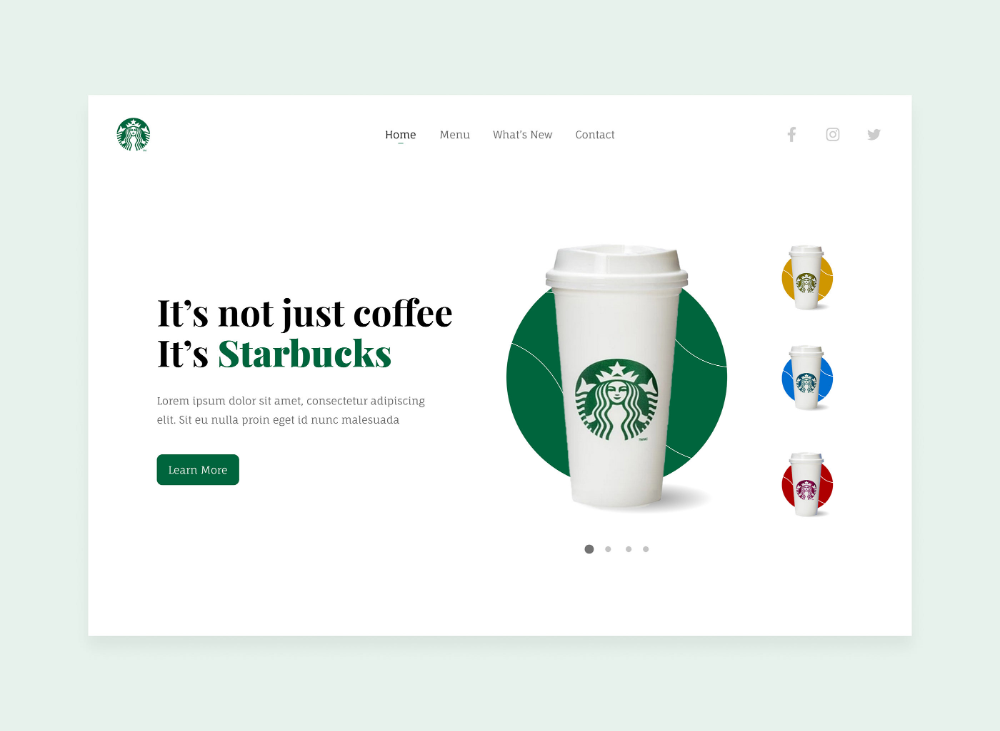 Home Menu What's New Contact
It's not just coffee
It's Starbucks
Lorem ipsum dolor sit amet, consectetur adipiscing
elit. Sit eu nulla proin eget id nunc malesuada
Learn More